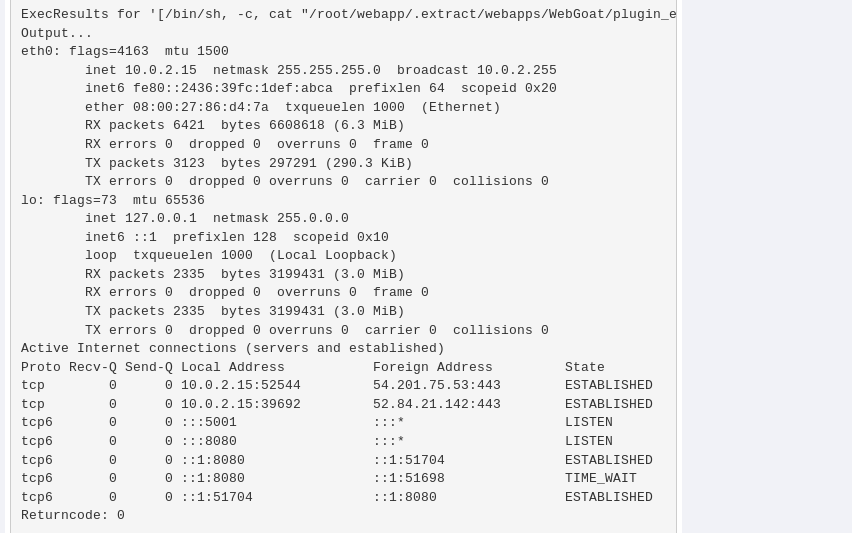 ExecResults for '[/bin/sh, -c, cat "/root/webapp/.extract/webapps/WebGoat/plugin_e
Output...
eth0: flags=4163  mtu 1500
        inet 10.0.2.15  netmask 255.255.255.0  broadcast 10.0.2.255
        inet6 fe80::2436:39fc:1def:abca  prefixlen 64  scopeid 0x20
        ether 08:00:27:86:d4:7a  txqueuelen 1000  (Ethernet)
        RX packets 6421  bytes 6608618 (6.3 MiB)
        RX errors 0  dropped 0  overruns 0  frame 0
        TX packets 3123  bytes 297291 (290.3 KiB)
        TX errors 0  dropped 0 overruns 0  carrier 0  collisions 0
lo: flags=73  mtu 65536
        inet 127.0.0.1  netmask 255.0.0.0
        inet6 ::1  prefixlen 128  scopeid 0x10
        loop  txqueuelen 1000  (Local Loopback)
        RX packets 2335  bytes 3199431 (3.0 MiB)
        RX errors 0  dropped 0  overruns 0  frame 0
        TX packets 2335  bytes 3199431 (3.0 MiB)
        TX errors 0  dropped 0 overruns 0  carrier 0  collisions 0
Active Internet connections (servers and established)
Proto Recv-Q Send-Q Local Address           Foreign Address         State
tcp        0      0 10.0.2.15:52544         54.201.75.53:443        ESTABLISHED
tcp        0      0 10.0.2.15:39692         52.84.21.142:443        ESTABLISHED
tcp6       0      0 :::5001                 :::*                    LISTEN
tcp6       0      0 :::8080                 :::*                    LISTEN
tcp6       0      0 ::1:8080                ::1:51704               ESTABLISHED
tcp6       0      0 ::1:8080                ::1:51698               TIME_WAIT
tcp6       0      0 ::1:51704               ::1:8080                ESTABLISHED
Returncode: 0